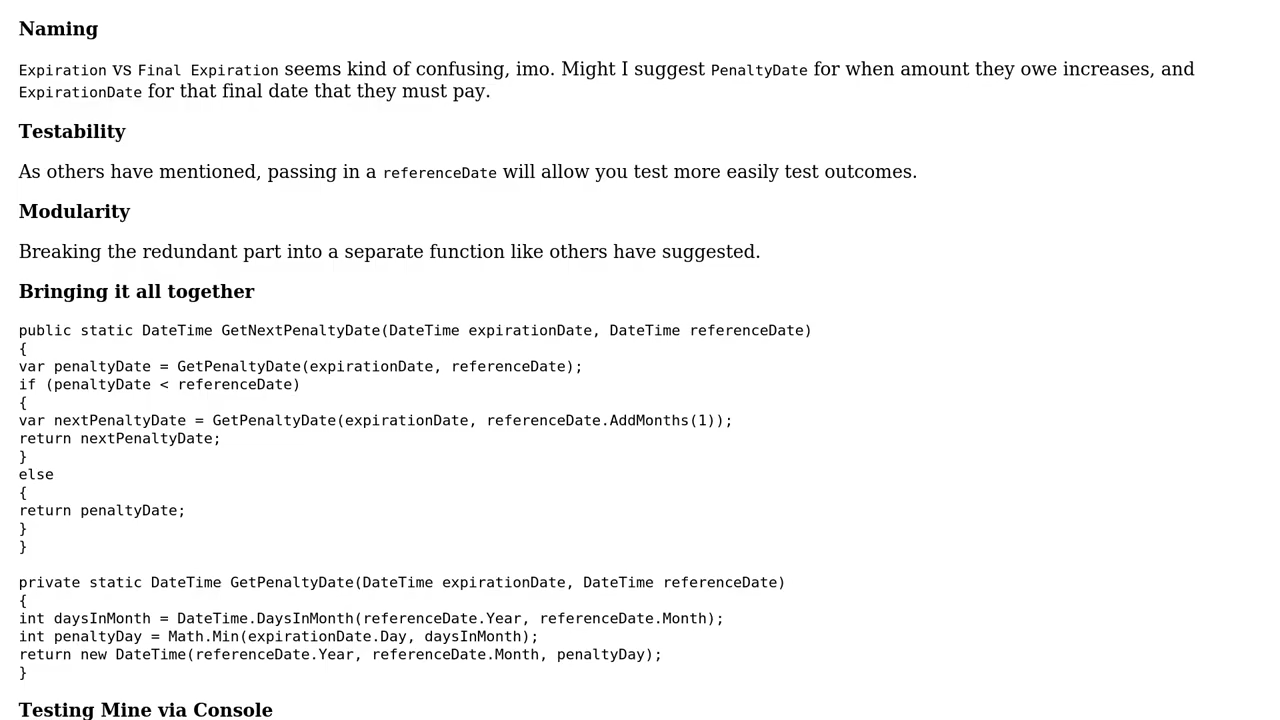 Naming
Expiration vs Final Expiration seems kind of confusing, imo. Might I suggest PenaltyDate for when amount they owe increases, and
ExpirationDate for that final date that they must pay.
Testability
As others have mentioned, passing in a referenceDate will allow you test more easily test outcomes.
Modularity
Breaking the redundant part into a separate function like others have suggested.
Bringing it all together
public static DateTime GetNextPenaltyDate(DateTime expirationDate, DateTime referenceDate)
{
var penaltyDate = GetPenaltyDate(expirationDate, referenceDate);
if (penaltyDate < referenceDate)
{
var nextPenaltyDate = GetPenaltyDate(expirationDate, referenceDate.AddMonths(1));
return nextPenaltyDate;
}
else
{
return penaltyDate;
}
}
private static DateTime GetPenaltyDate(DateTime expirationDate, DateTime referenceDate)
{
int daysInMonth = DateTime.DaysInMonth(referenceDate.Year, referenceDate.Month);
int penaltyDay = Math.Min(expirationDate.Day, daysInMonth);
return new DateTime(referenceDate.Year, referenceDate.Month, penaltyDay);
}
Testing Mine via Console